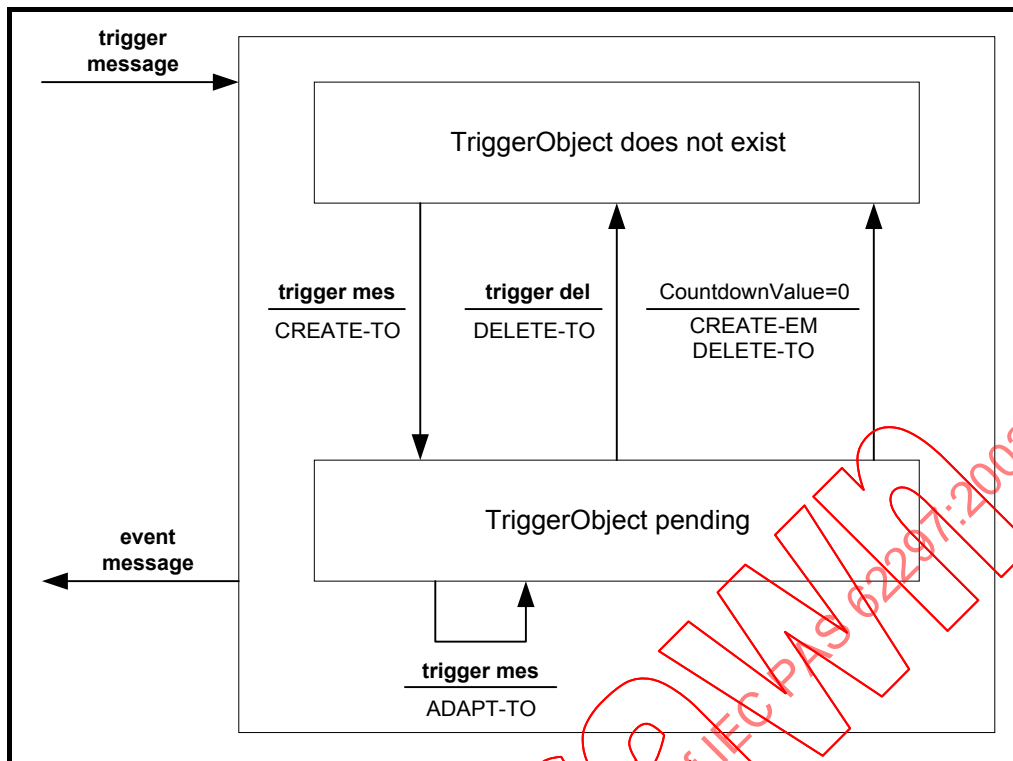 trigger
message
TriggerObject does not exist
trigger mes
CREATE-TO
trigger del
DELETE-TO
CountdownValue=0
CREATE-EM
DELETE-TO
TriggerObject pending
event
message
trigger mes
ADAPT-TO
IEC PAS 62297:200